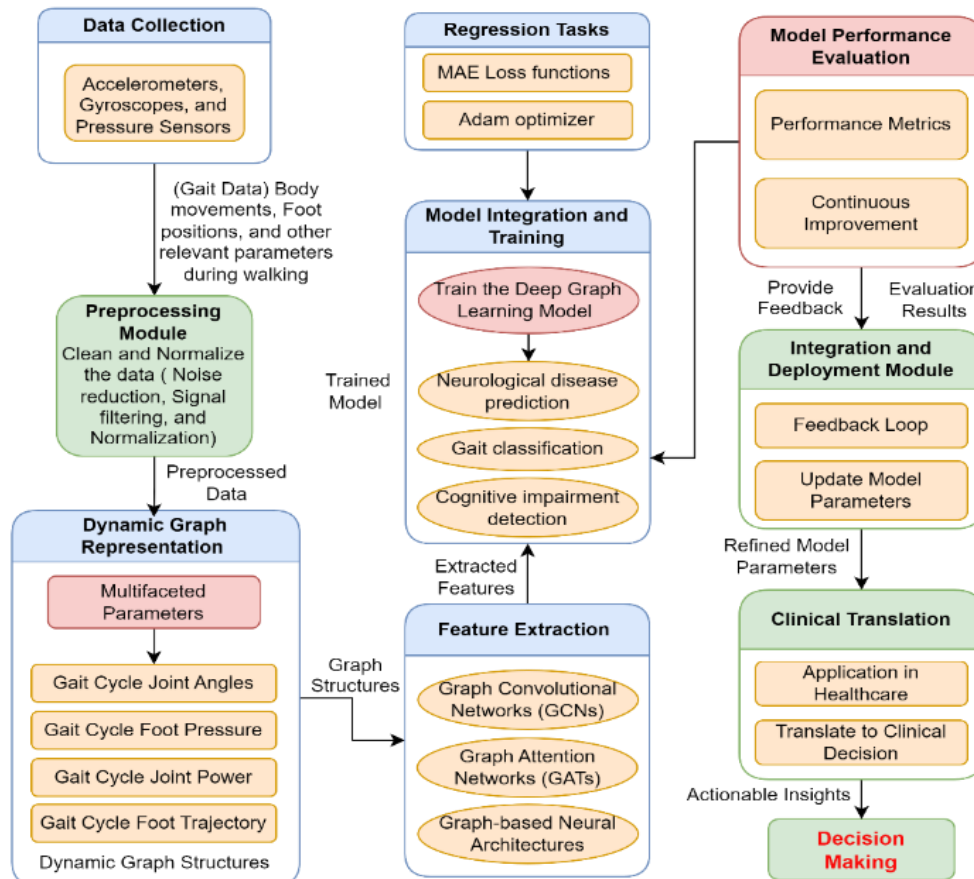 Data Collection
Accelerometers,
Gyroscopes, and
Pressure Sensors
(Gait Data) Body
movements, Foot
positions, and other
relevant parameters
during walking
Preprocessing
Module
Clean and Normalize
the data ( Noise
reduction, Signal
filtering, and
Normalization)
Preprocessed
Data
Dynamic Graph
Representation
Multifaceted
Parameters
Gait Cycle Joint Angles
Gait Cycle Foot Pressure
Gait Cycle Joint Power
Gait Cycle Foot Trajectory
Dynamic Graph Structures
Graph
Structures
Regression Tasks
MAE Loss functions
Adam optimizer
Model Integration and
Training
Train the Deep Graph
Learning Model
Trained
Model
Neurological disease
prediction
Gait classification
Cognitive impairment
detection
Extracted
Features
Feature Extraction
Graph Convolutional
Networks (GCNs)
Graph Attention
Networks (GATs)
Graph-based Neural
Architectures
Model Performance
Evaluation
Performance Metrics
Continuous
Improvement
Provide
Feedback
Evaluation
Results
Integration and
Deployment Module
Feedback Loop
Update Model
Parameters
Refined Model
Parameters
Clinical Translation
Application in
Healthcare
Translate to Clinical
Decision
Actionable Insights
Decision
Making